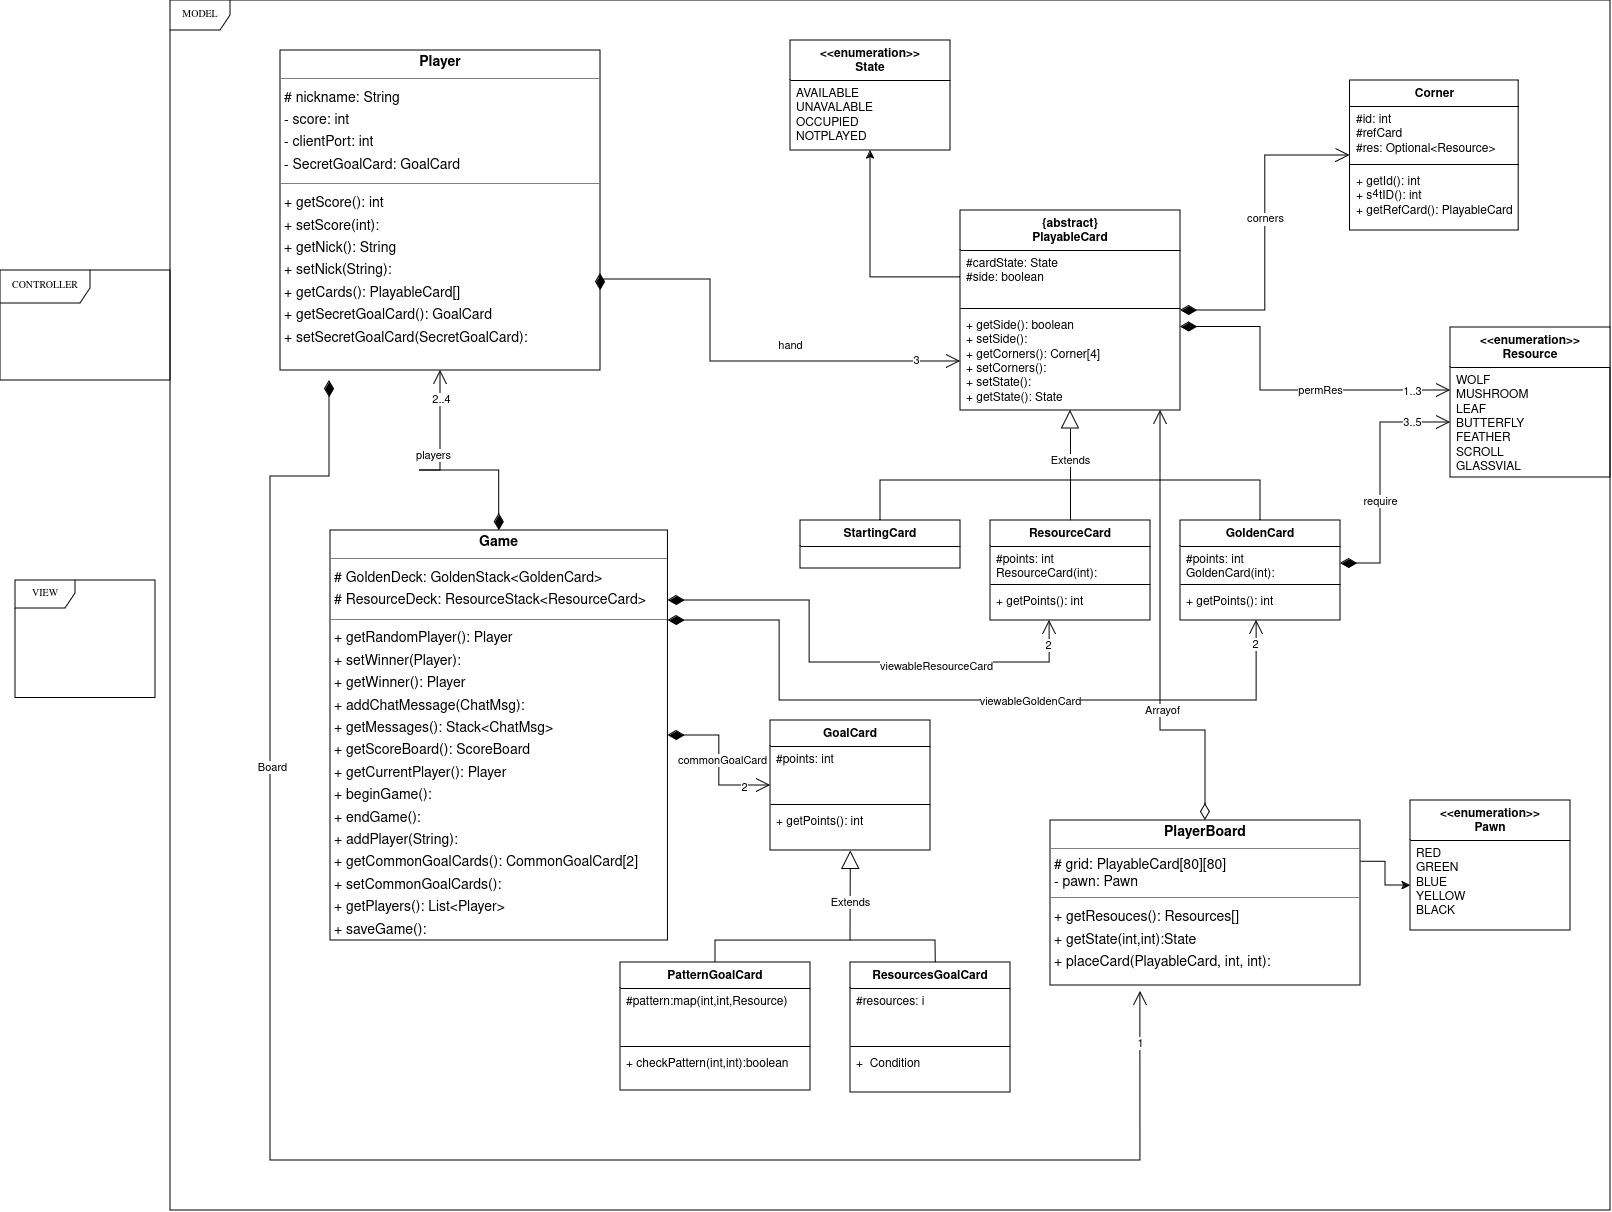 MODEL
Player
# nickname: String
- score: int
- clientPort: int
- SecretGoalCard: GoalCard
+ getScore(): int
+ setScore(int):
+ getNick(): String
+ setNick(String):
+ getCards(): PlayableCard[]
+ getSecretGoalCard(): GoalCard
+ setSecretGoalCard(SecretGoalCard):
<<enumeration>>
State
AVAILABLE
UNAVALABLE
OCCUPIED
NOTPLAYED
Corner
#id: int
#refCard
#res: Optional<Resource>
+ getId(): int
+ s4tID(): int
+ getRefCard(): PlayableCard
corners
{abstract}
PlayableCard
#cardState: State
#side: boolean
+ getSide(): boolean
+ setSide():
+ getCorners(): Corner[4]
+ setCorners():
+ setState():
+ getState(): State
CONTROLLER
hand
3
<<enumeration>>
Resource
WOLF
MUSHROOM
LEAF
BUTTERFLY
FEATHER
SCROLL
GLASSVIAL
permRes
1..3
3..5
require
2..4
players
Extends
StartingCard
ResourceCard
#points: int
ResourceCard(int):
+ getPoints(): int
GoldenCard
#points: int
GoldenCard(int):
+ getPoints(): int
VIEW
Game
# GoldenDeck: GoldenStack<GoldenCard>
# ResourceDeck: ResourceStack<ResourceCard>
+ getRandomPlayer(): Player
+ setWinner(Player):
+ getWinner(): Player
+ addChatMessage(ChatMsg):
+ getMessages(): Stack<ChatMsg>
+ getScoreBoard(): ScoreBoard
+ getCurrentPlayer(): Player
+ beginGame():
+ endGame():
+ addPlayer(String):
+ getCommonGoalCards(): CommonGoalCard[2]
+ setCommonGoalCards():
+ getPlayers(): List<Player>
+ saveGame():
2
2
viewableResourceCard
viewableGoldenCard
Arrayof
commonGoalCard
2
Board
GoalCard
#points: int
+ getPoints(): int
Extends
PlayerBoard
# grid: PlayableCard[80][80]
- pawn: Pawn
+ getResouces(): Resources[]
+ getState(int,int):State
+ placeCard(PlayableCard, int, int):
<<enumeration>>
Pawn
RED
GREEN
BLUE
YELLOW
BLACK
PatternGoalCard
#pattern:map(int,int,Resource)
+ checkPattern(int,int):boolean
ResourcesGoalCard
#resources: i
+ Condition
1